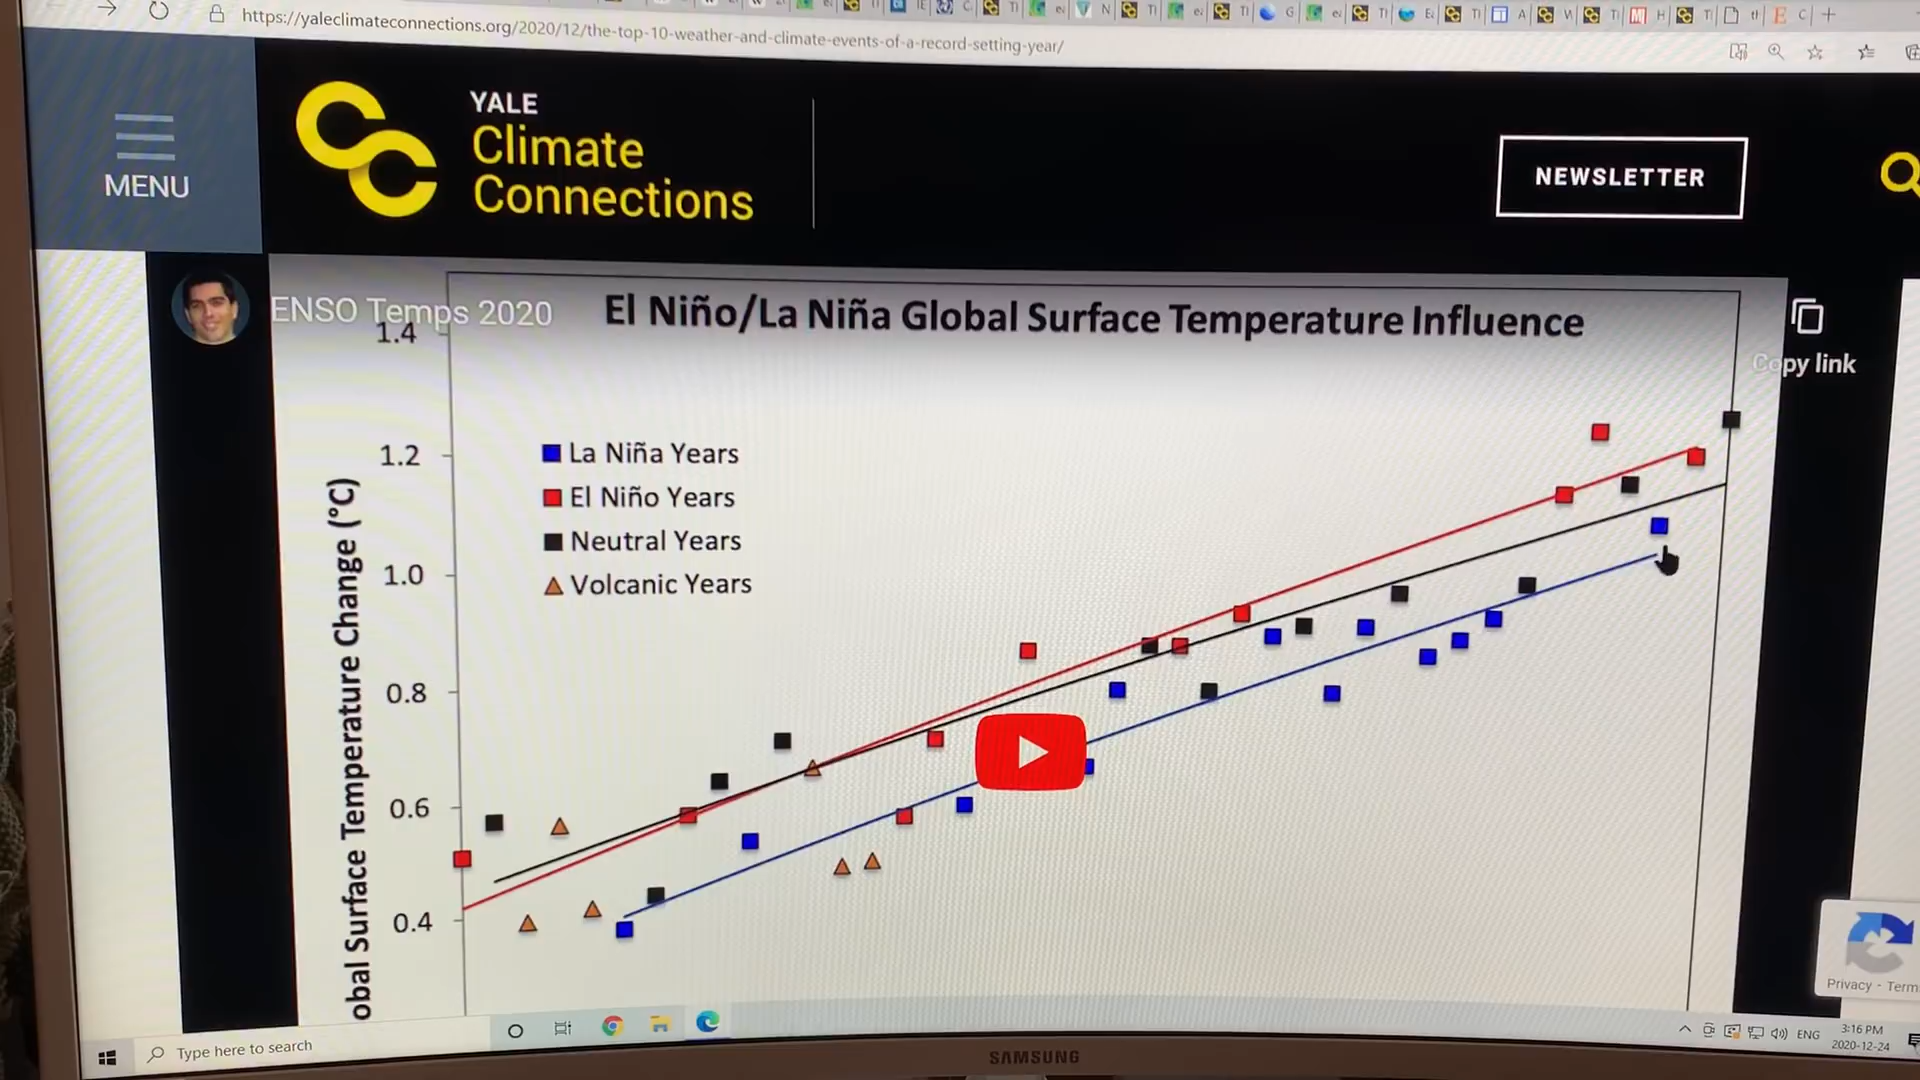 https://yaleclimateconnections.org/2020/12/the-top-10-weather-and-climate-events-of-a-record-setting-year/
MENU
YALE
Climate
Connections
NEWSLETTER
ENSO Temps 2020
El Niño/La Niña Global Surface Temperature Influence
Copy link
1.4
1.2
1.0
0.8
0.6
0.4
obal Surface Temperature Change (°C)
La Niña Years
El Niño Years
Neutral Years
Volcanic Years
Privacy - Term
Type here to search
ENG
3:16 PM
2020-12-24
SAMSUNG